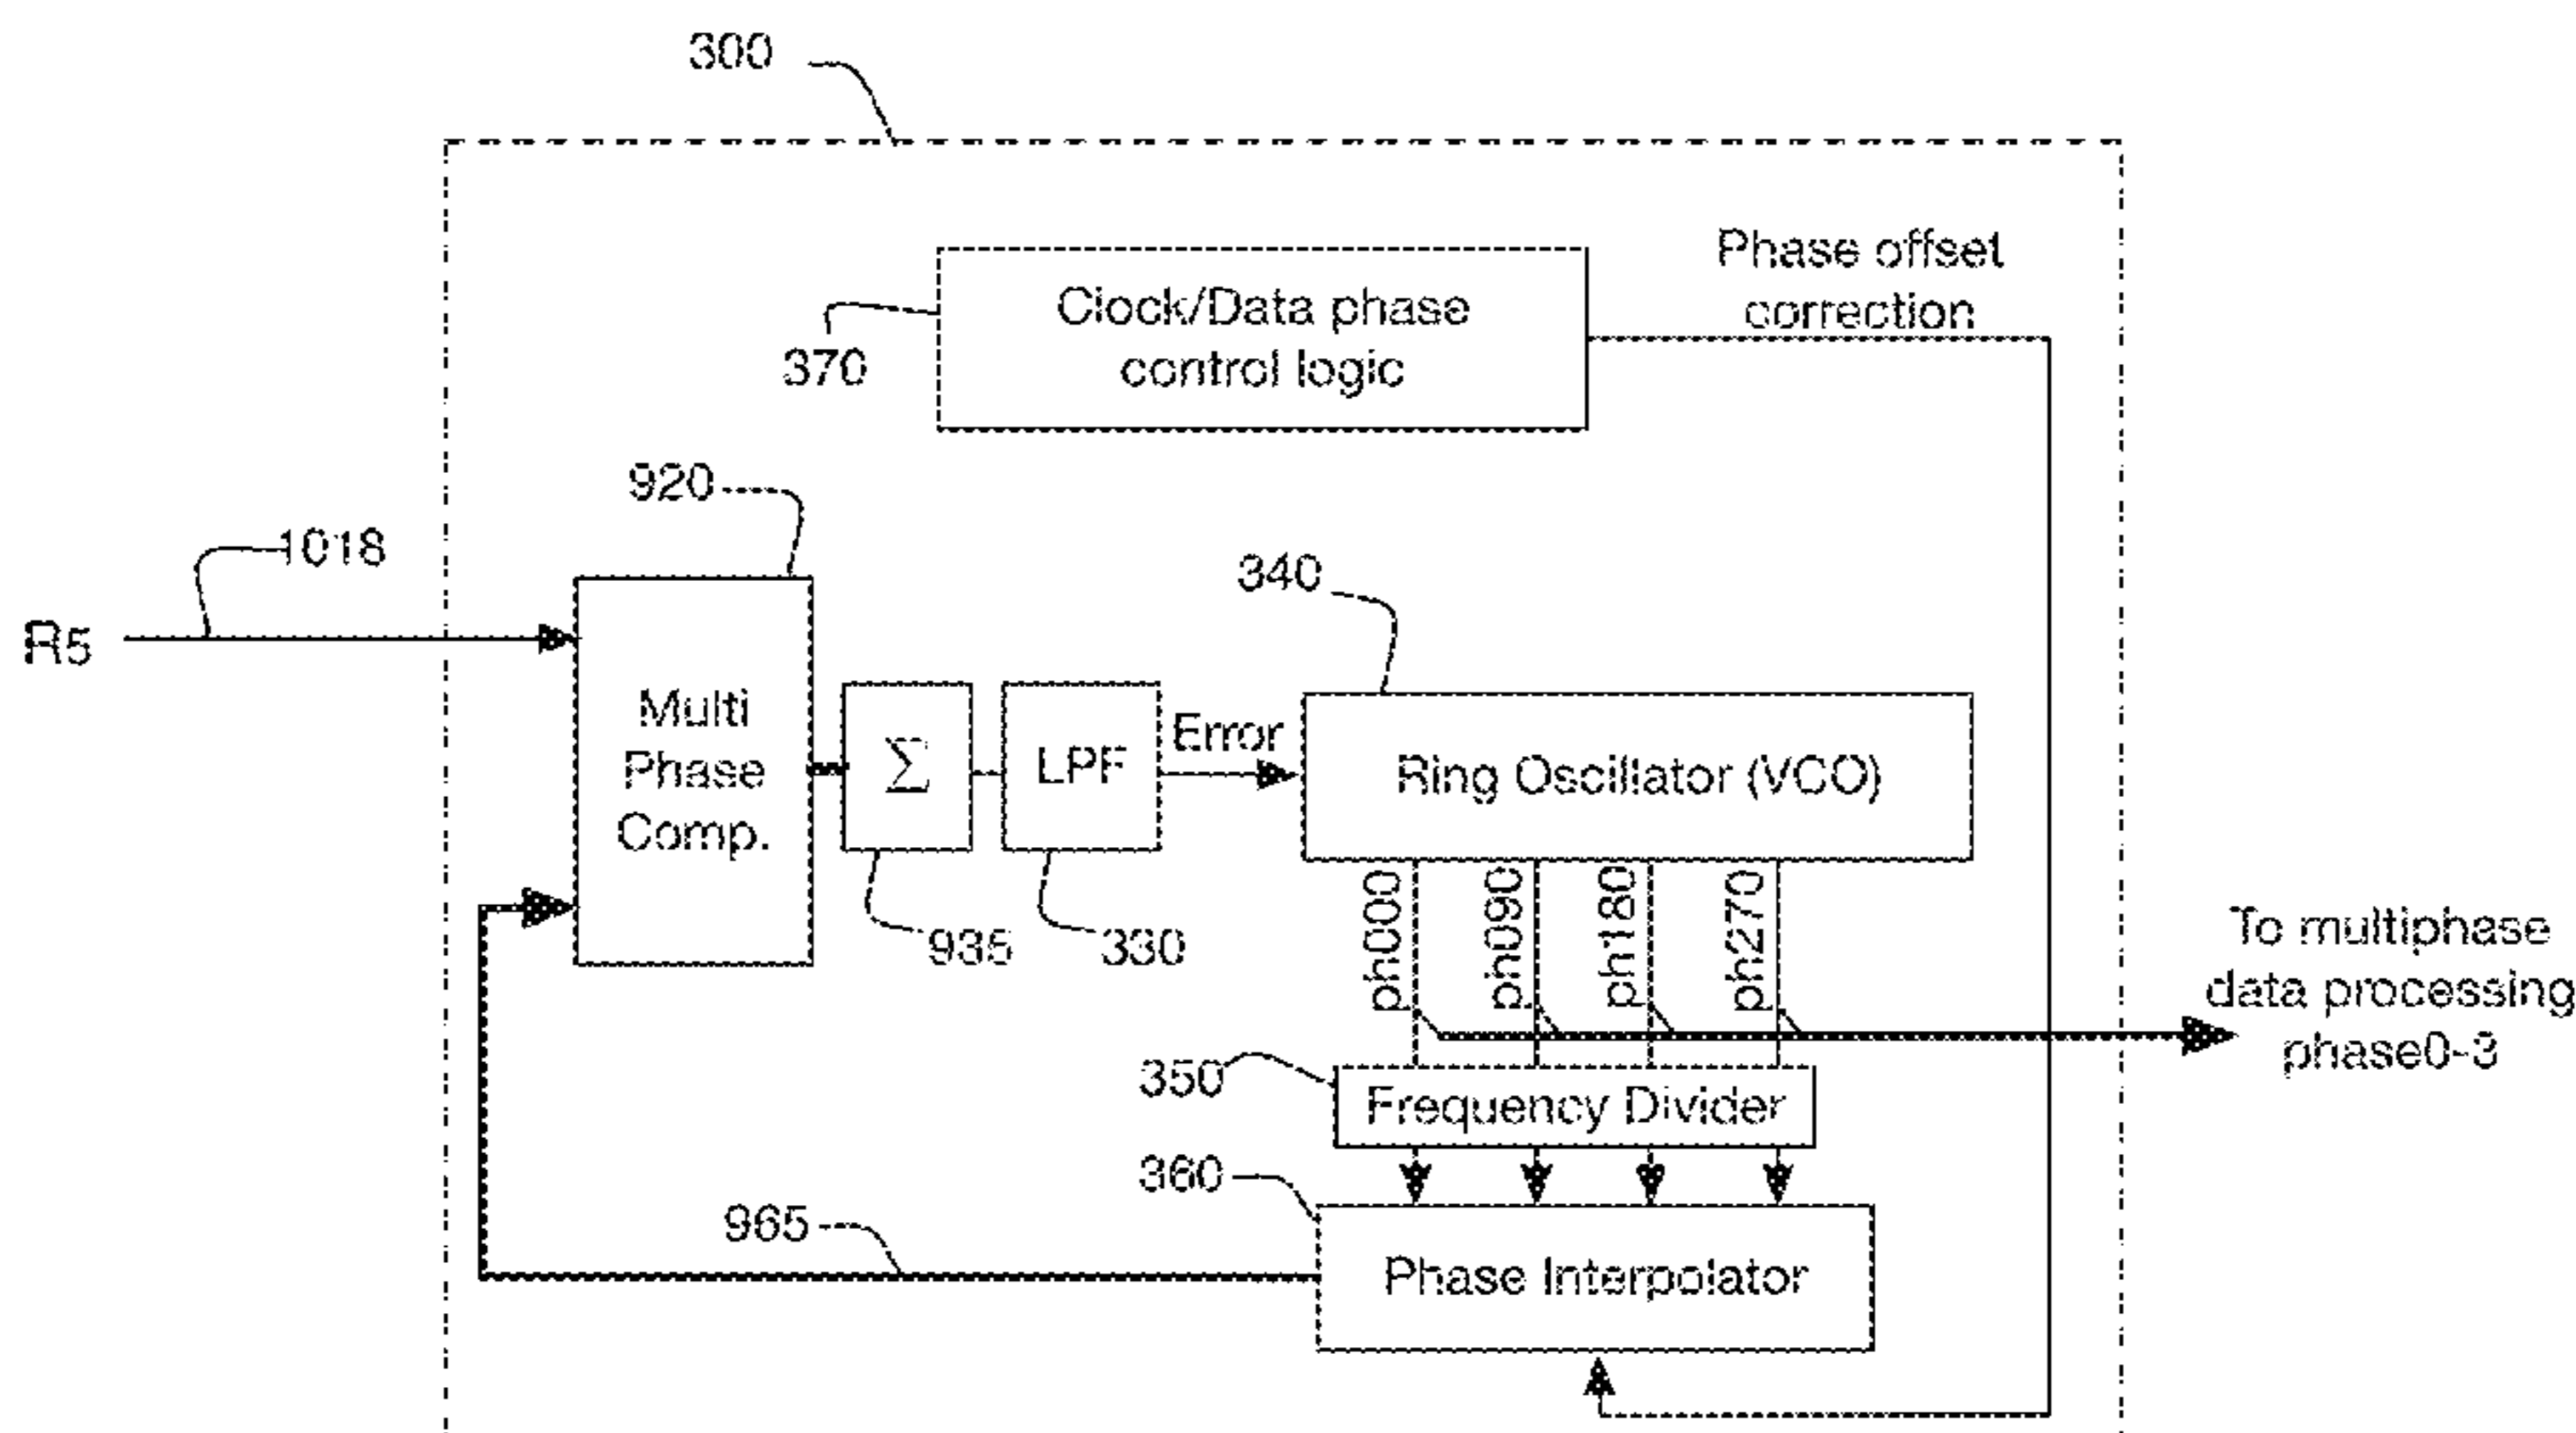 300
Phase offset
correction
Clock/Data phase
control logic
370
920
1018
340
R5
Multi
Phase
Comp.
Σ
LPF
Error
Ring Oscillator (VCO)
935
330
ph000
ph090
ph180
ph270
To multiphase
data processing
phase0-3
350
Frequency Divider
360
965
Phase Interpolator